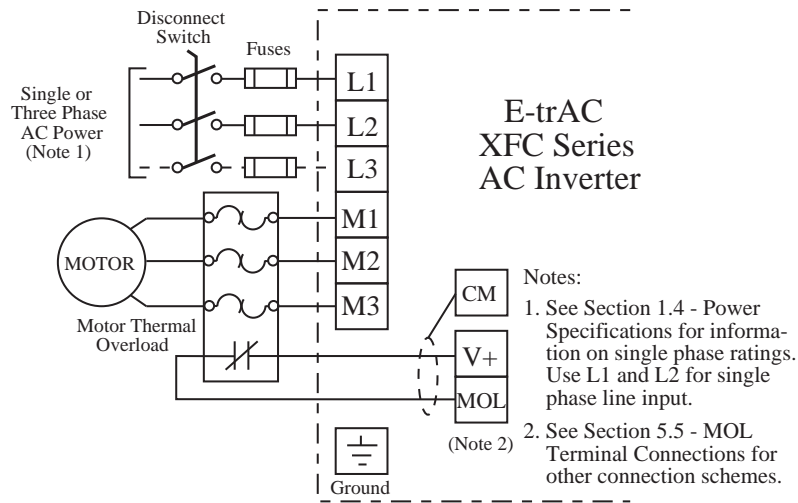 Disconnect
Switch
Fuses
Single or
Three Phase
AC Power
(Note 1)
L1
L2
L3
M1
M2
M3
E-trAC
XFC Series
AC Inverter
MOTOR
Motor Thermal
Overload
CM
V+
MOL
(Note 2)
Ground
Notes:
1. See Section 1.4 - Power
Specifications for informa-
tion on single phase ratings.
Use L1 and L2 for single
phase line input.
2. See Section 5.5 - MOL
Terminal Connections for
other connection schemes.